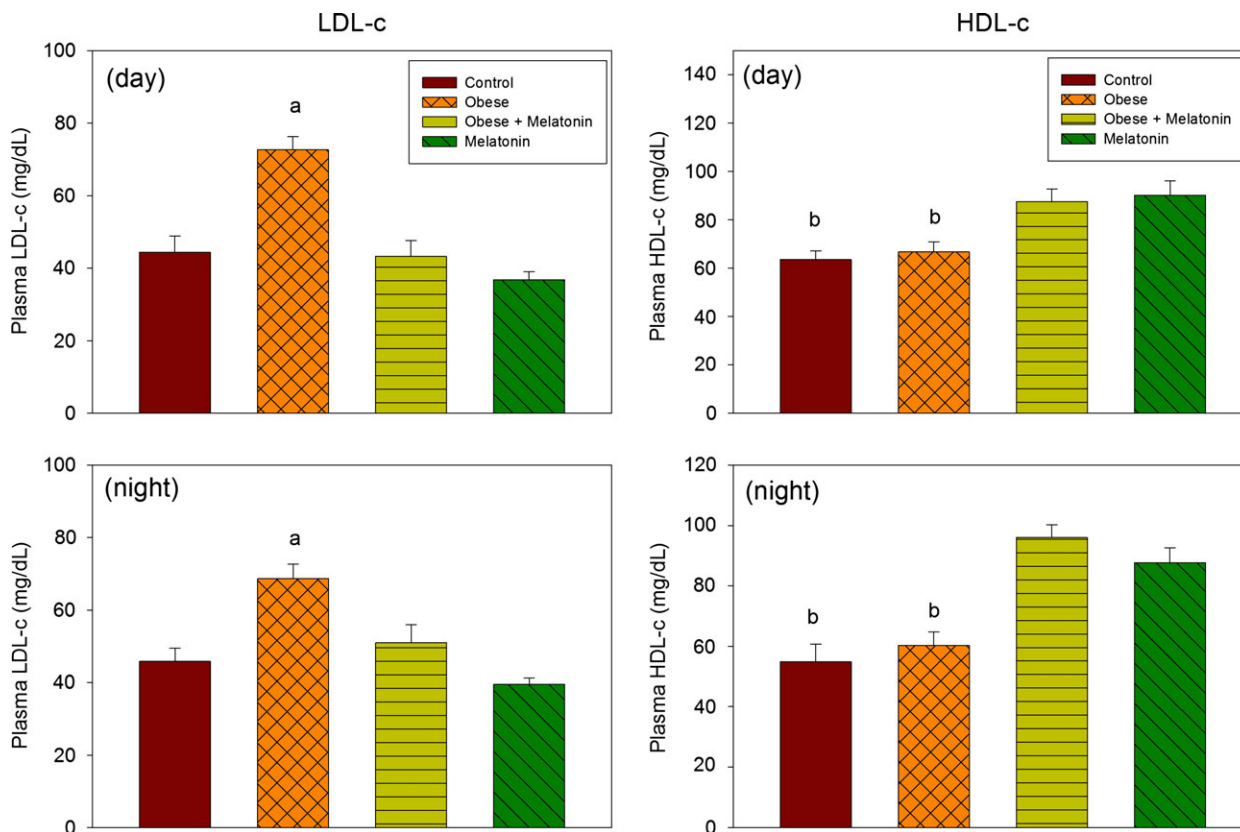 LDL-c
HDL-c
Plasma LDL-c (mg/dL)
100
80
60
40
20
0
(day)
a
Control
Obese
Obese + Melatonin
Melatonin
Plasma HDL-c (mg/dL)
140
120
100
80
60
40
20
0
(day)
b
b
Control
Obese
Obese + Melatonin
Melatonin
Plasma LDL-c (mg/dL)
100
80
60
40
20
0
(night)
a
Plasma HDL-c (mg/dL)
120
100
80
60
40
20
0
(night)
b
b